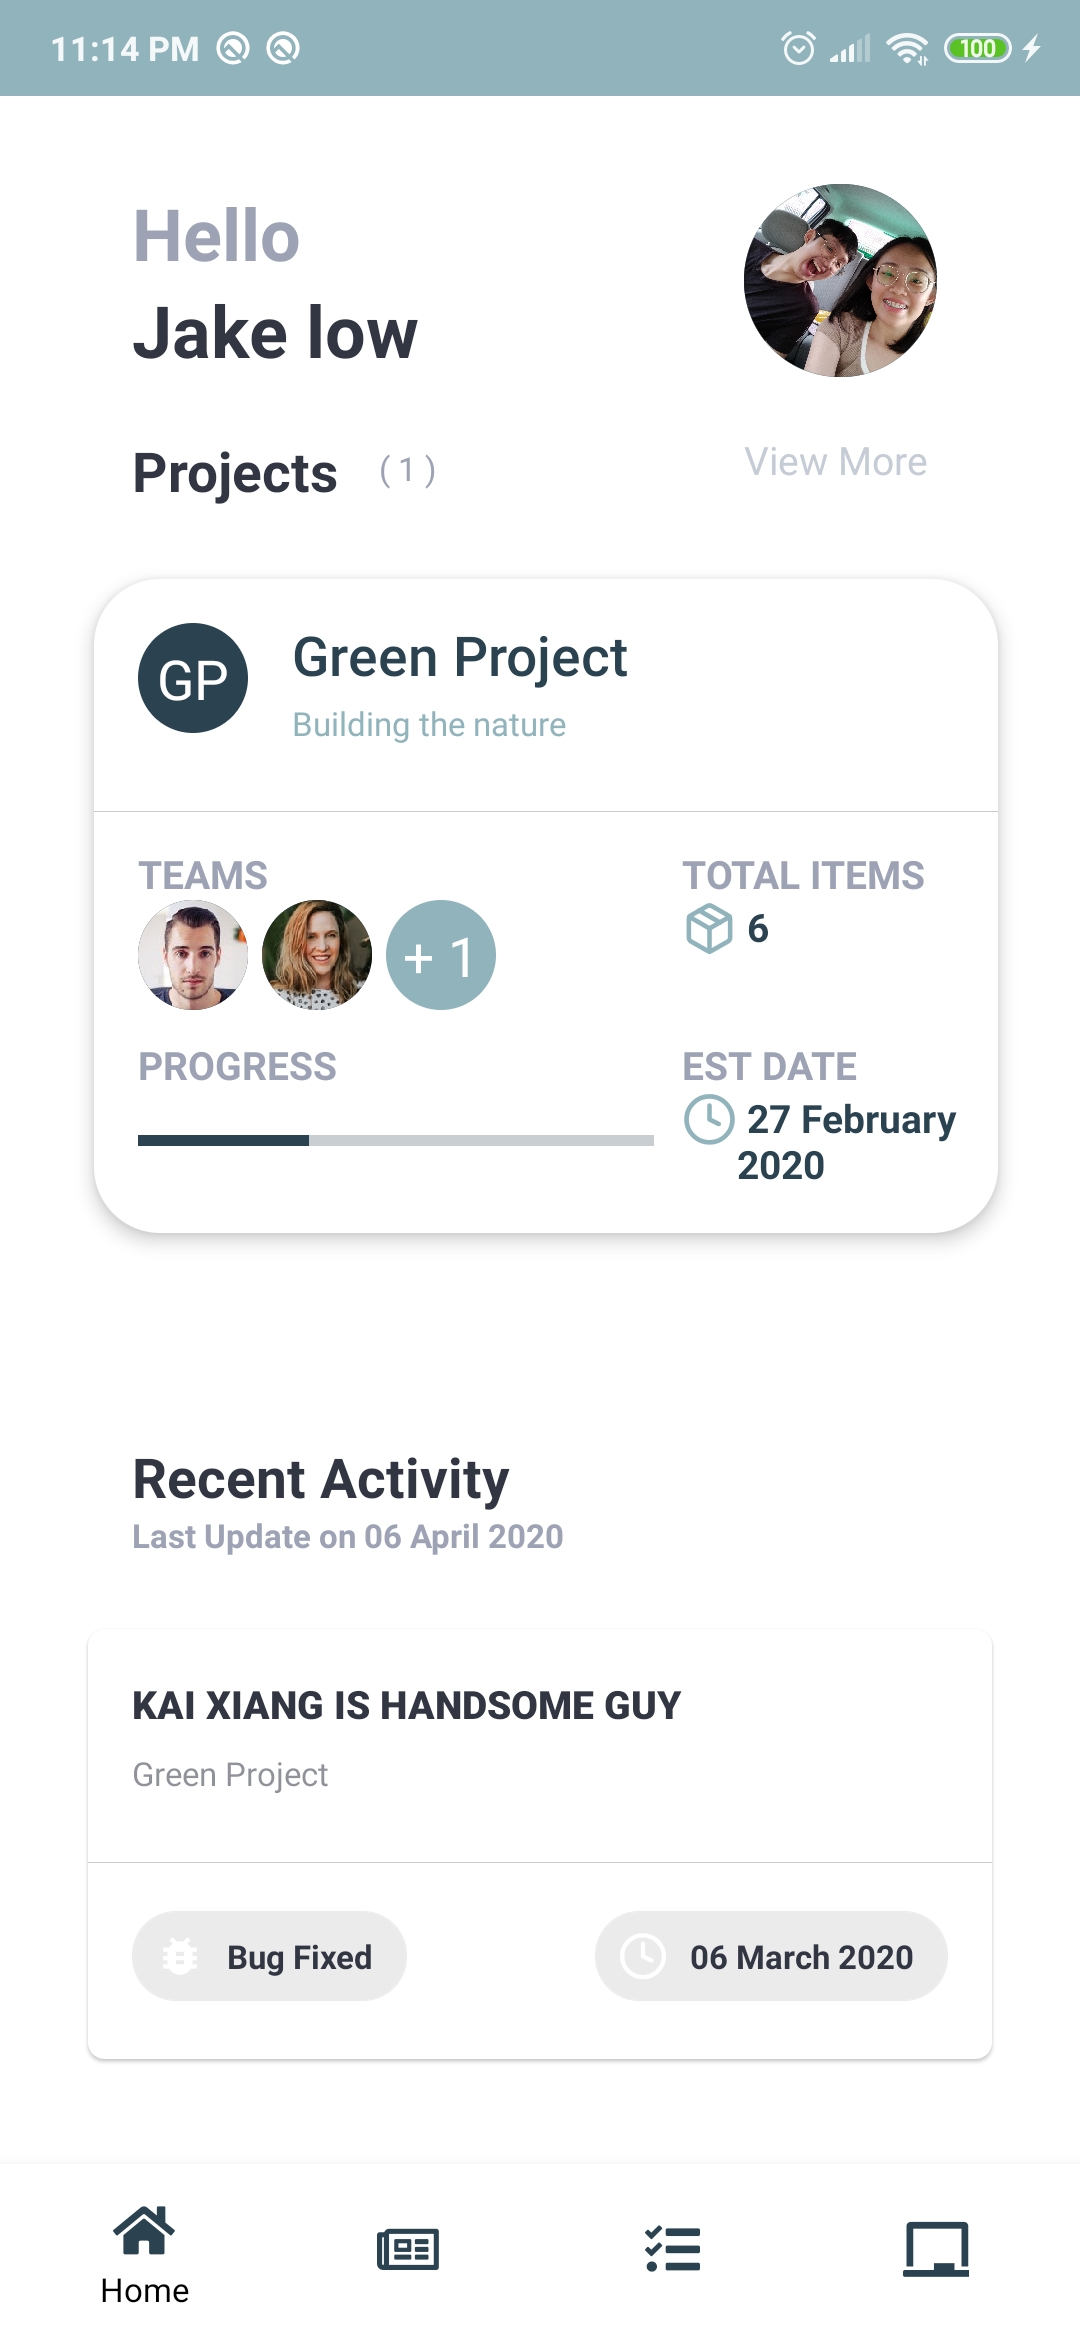 11:14 PM
100
Hello
Jake low
Projects ( 1 )
View More
GP
Green Project
Building the nature
TEAMS
TOTAL ITEMS
+ 1
6
PROGRESS
EST DATE
27 February
2020
Recent Activity
Last Update on 06 April 2020
KAI XIANG IS HANDSOME GUY
Green Project
Bug Fixed
06 March 2020
Home